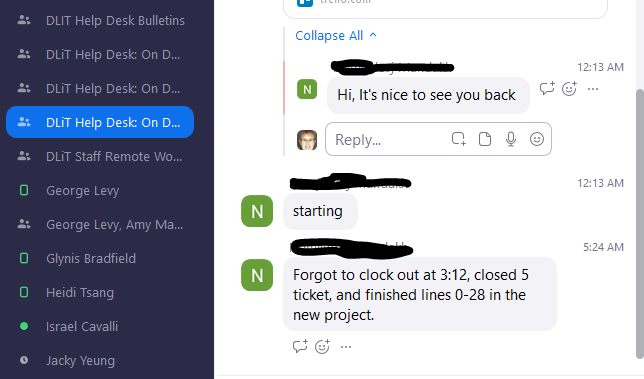 DLIT Help Desk Bulletins
DLiT Help Desk: On D...
DLiT Help Desk: On D...
DLiT Help Desk: On D...
DLiT Staff Remote Wo...
George Levy
George Levy, Amy Ma...
Glynis Bradfield
Heidi Tsang
Israel Cavalli
Jacky Yeung
trello.com
Collapse All
12:13 AM
N
Hi, It's nice to see you back
Reply...
12:13 AM
N
starting
5:24 AM
N
Forgot to clock out at 3:12, closed 5
ticket, and finished lines 0-28 in the
new project.